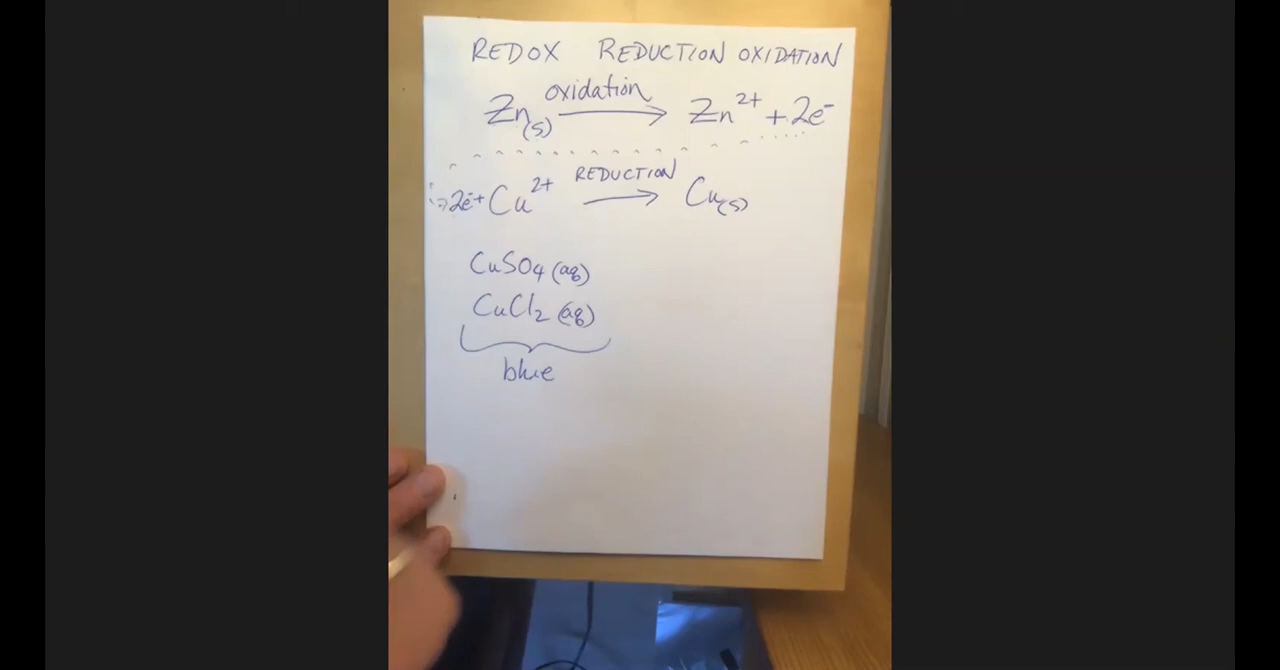 REDOX REDUCTION OXIDATION
Zn(s) oxidation → Zn²⁺ + 2e⁻
2e⁻ + Cu²⁺ REDUCTION → Cu(s)
CuSO4 (aq)
CuCl2 (aq)
blue